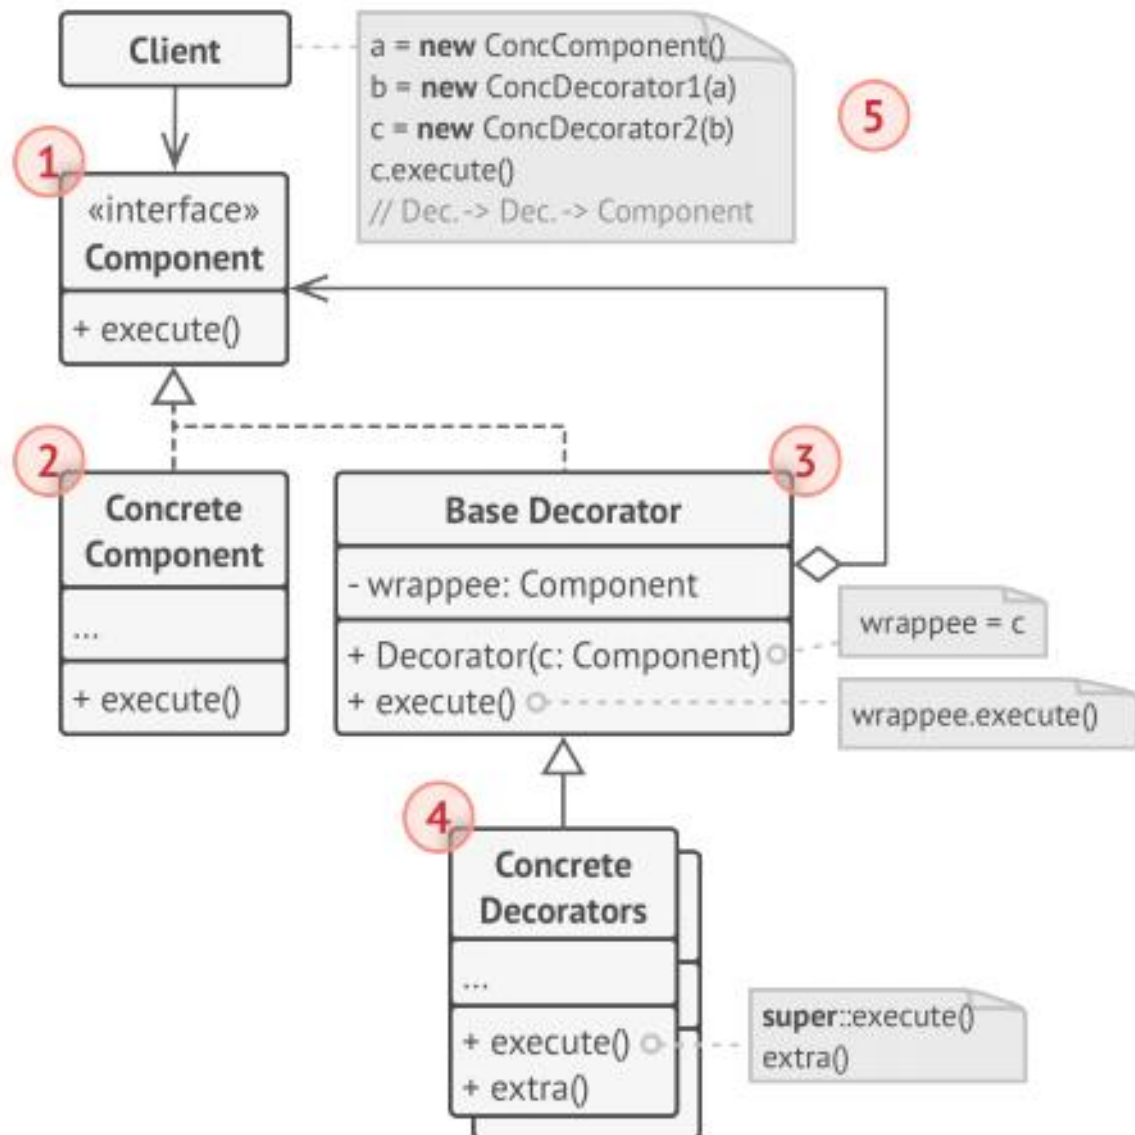 Client
a = new ConcComponent()
b = new ConcDecorator1(a)
c = new ConcDecorator2(b)
c.execute()
// Dec. -> Dec. -> Component
5
1
«interface»
Component
+ execute()
2
Concrete
Component
...
+ execute()
3
Base Decorator
- wrappee: Component
+ Decorator(c: Component)
+ execute()
wrappee = c
wrappee.execute()
4
Concrete
Decorators
...
+ execute()
+ extra()
super::execute()
extra()